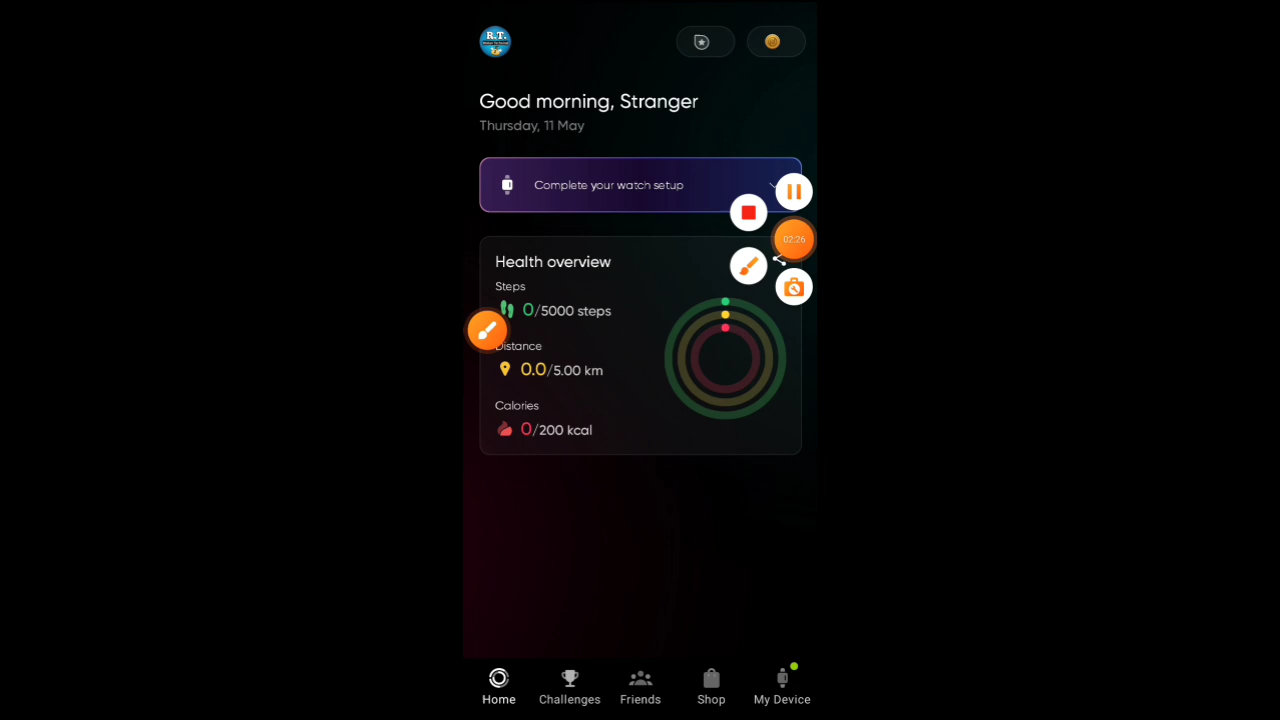 R.T.
Good morning, Stranger
Thursday, 11 May
Complete your watch setup
02:26
Health overview
Steps
0/5000 steps
Distance
0.0/5.00 km
Calories
0/200 kcal
Home Challenges Friends Shop My Device